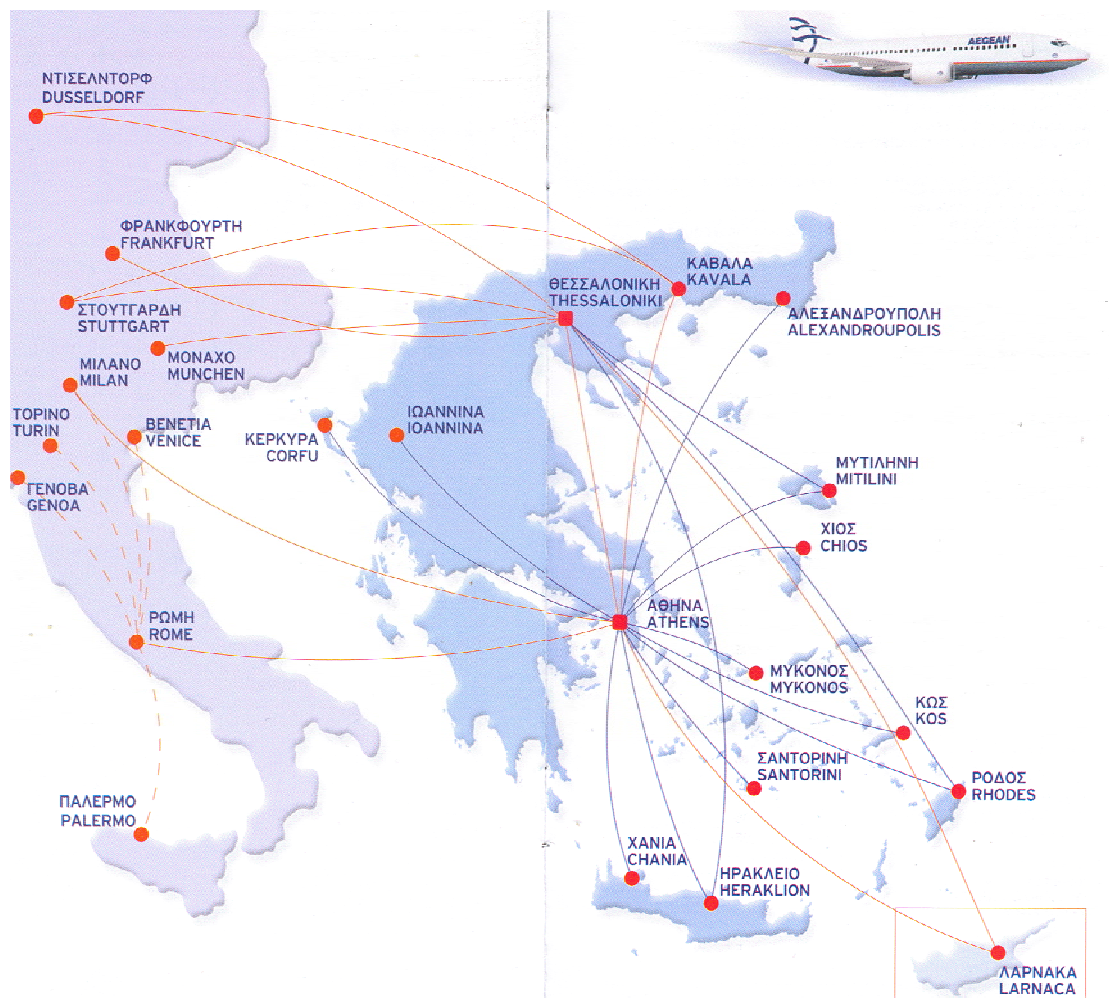 AEGEAN
ΝΤΙΣΕΛΝΤΟΡΦ
DUSSELDORF
ΦΡΑΝΚΦΟΥΡΤΗ
FRANKFURT
ΣΤΟΥΤΓΑΡΔΗ
STUTTGART
ΜΟΝΑΧΟ
MUNCHEN
ΜΙΛΑΝΟ
MILAN
ΤΟΡΙΝΟ
TURIN
ΒΕΝΕΤΙΑ
VENICE
ΓΕΝΟΒΑ
GENOA
ΡΩΜΗ
ROME
ΠΑΛΕΡΜΟ
PALERMO
ΚΕΡΚΥΡΑ
CORFU
ΙΩΑΝΝΙΝΑ
IOANNINA
ΘΕΣΣΑΛΟΝΙΚΗ
THESSALONIKI
ΚΑΒΑΛΑ
KAVALA
ΑΛΕΞΑΝΔΡΟΥΠΟΛΗ
ALEXANDROUPOLIS
ΜΥΤΙΛΗΝΗ
MITILINI
ΧΙΟΣ
CHIOS
ΑΘΗΝΑ
ATHENS
ΜΥΚΟΝΟΣ
MYKONOS
ΚΩΣ
KOS
ΣΑΝΤΟΡΙΝΗ
SANTORINI
ΡΟΔΟΣ
RHODES
ΧΑΝΙΑ
CHANIA
ΗΡΑΚΛΕΙΟ
HERAKLION
ΛΑΡΝΑΚΑ
LARNACA